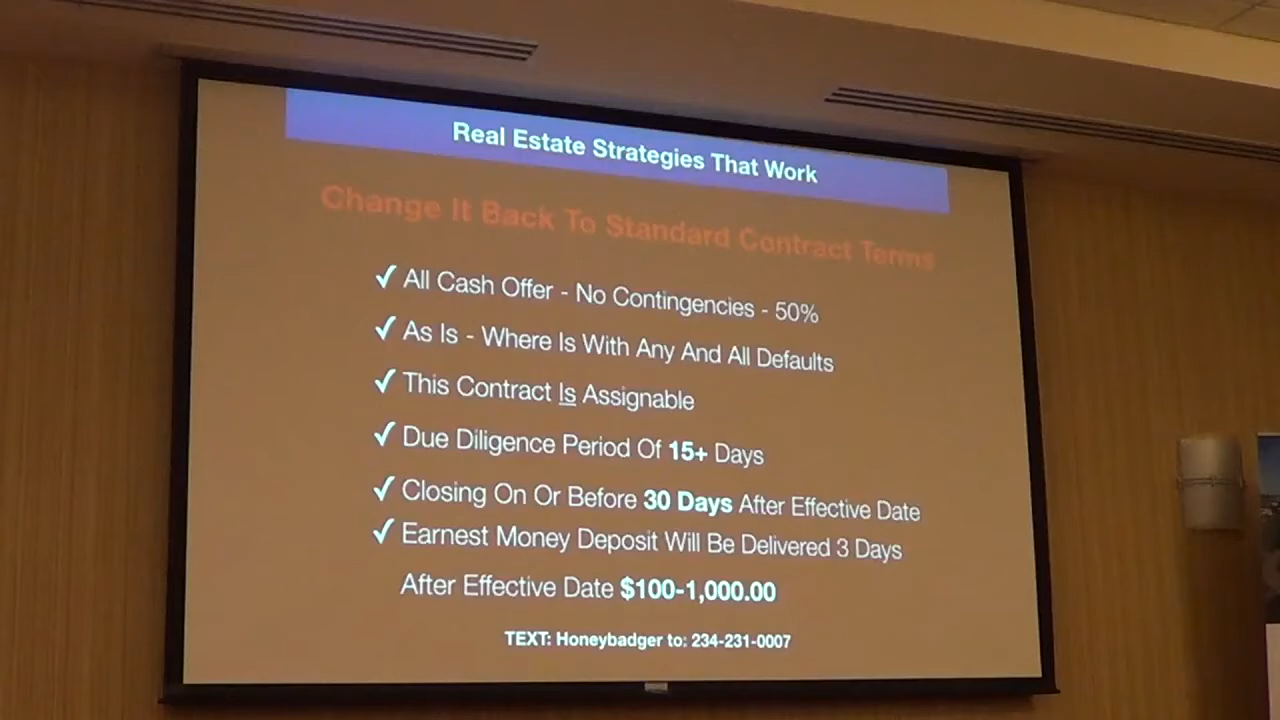 Real Estate Strategies That Work
Change It Back To Standard Contract Terms
✓ All Cash Offer - No Contingencies - 50%
✓ As Is - Where Is With Any And All Defaults
✓ This Contract Is Assignable
✓ Due Diligence Period Of 15+ Days
✓ Closing On Or Before 30 Days After Effective Date
✓ Earnest Money Deposit Will Be Delivered 3 Days
After Effective Date $100-1,000.00
TEXT: Honeybadger to: 234-231-0007